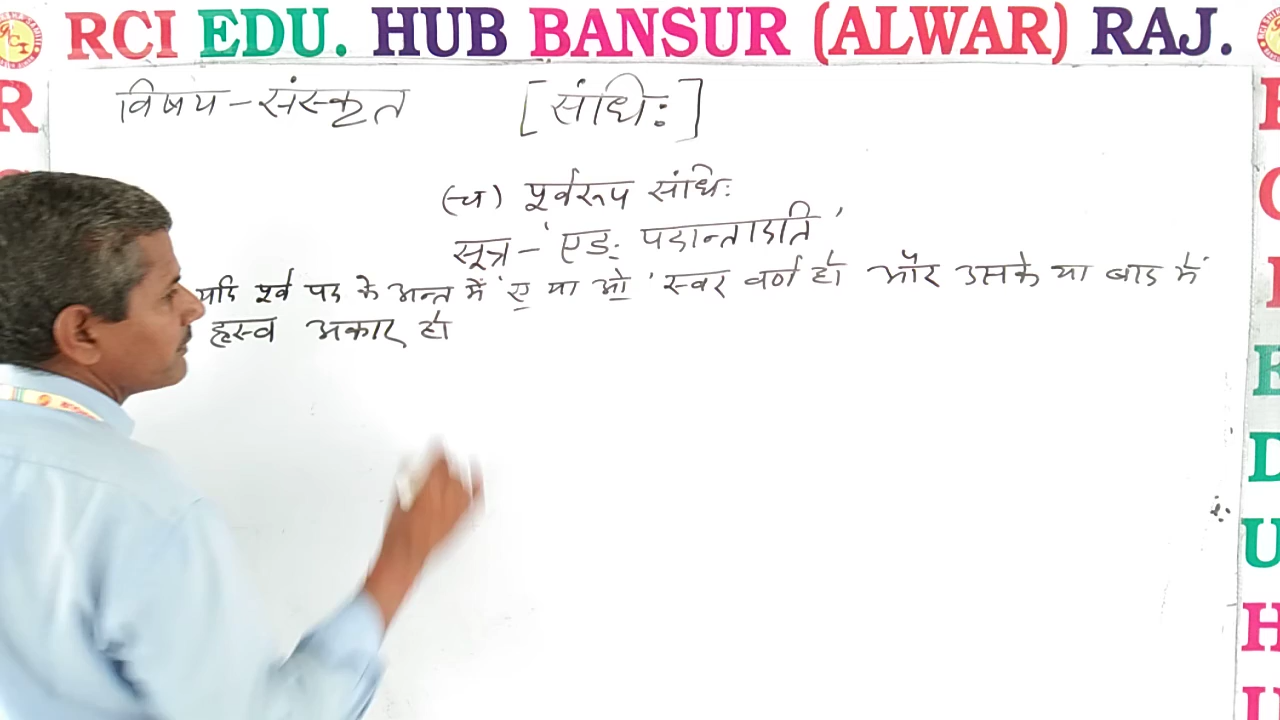 RCI EDU. HUB BANSUR (ALWAR) RAJ.
विषय - संस्कृत [संधिः]
(च) पूर्वरूप संधिः
सूत्र - 'एङः पदान्तादति'
यदि पूर्व पद के अन्त में 'ए या ओ' स्वर वर्ण हो और उसके या बाद में
ह्रस्व अकार हो
R
R
C
I
E
D
U
H
U